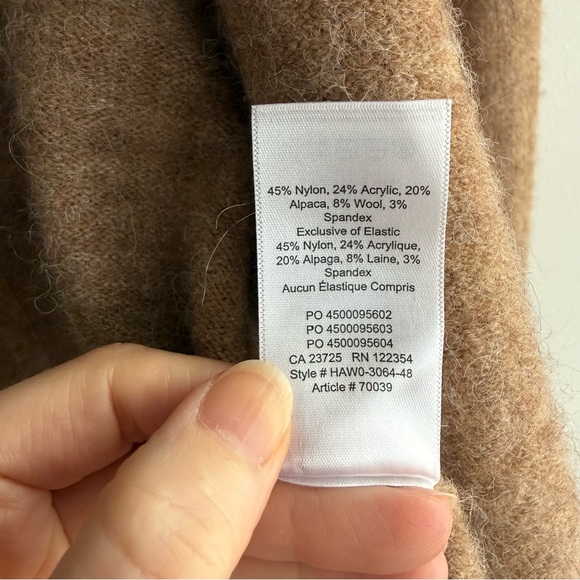 45% Nylon, 24% Acrylic, 20%
Alpaca, 8% Wool, 3%
Spandex
Exclusive of Elastic
45% Nylon, 24% Acrylique,
20% Alpaga, 8% Laine, 3%
Spandex
Aucun Élastique Compris
PO 4500095602
PO 4500095603
PO 4500095604
CA 23725 RN 122354
Style # HAW0-3064-48
Article # 70039